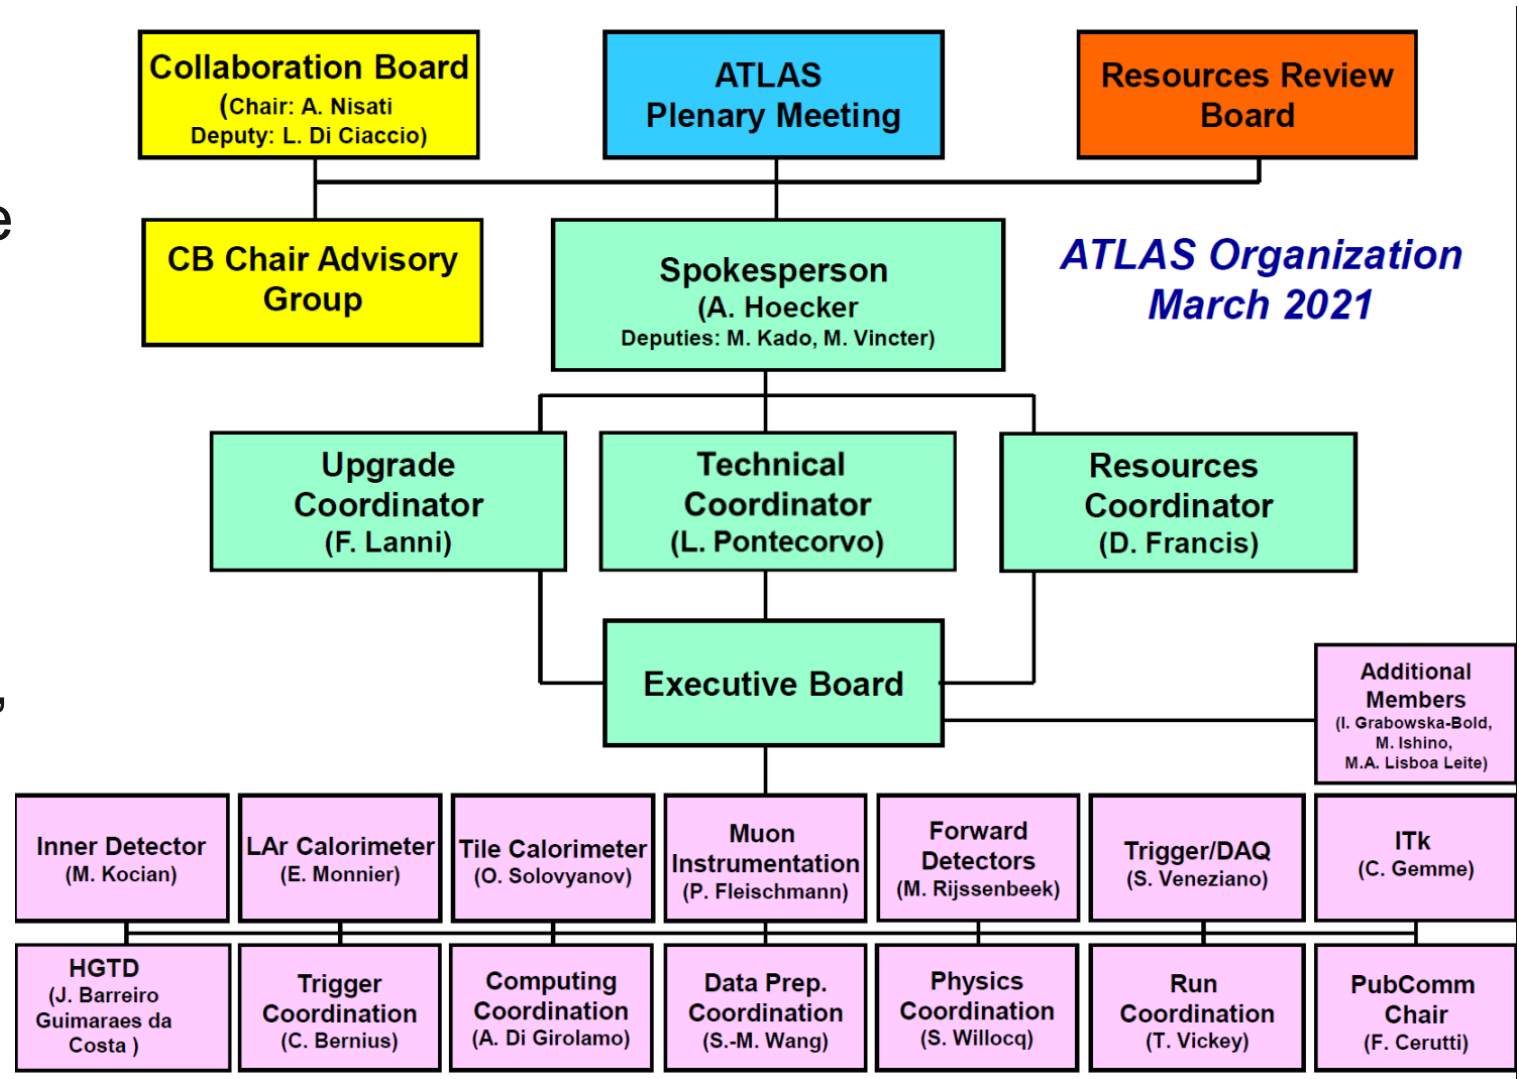 Collaboration Board
(Chair: A. Nisati
Deputy: L. Di Ciaccio)
ATLAS
Plenary Meeting
Resources Review
Board
e
CB Chair Advisory
Group
Spokesperson
(A. Hoecker
Deputies: M. Kado, M. Vincter)
ATLAS Organization
March 2021
Upgrade
Coordinator
(F. Lanni)
Technical
Coordinator
(L. Pontecorvo)
Resources
Coordinator
(D. Francis)
Executive Board
,
Additional
Members
(I. Grabowska-Bold,
M. Ishino,
M.A. Lisboa Leite)
Inner Detector
(M. Kocian)
LAr Calorimeter
(E. Monnier)
Tile Calorimeter
(O. Solovyanov)
Muon
Instrumentation
(P. Fleischmann)
Forward
Detectors
(M. Rijssenbeek)
Trigger/DAQ
(S. Veneziano)
ITk
(C. Gemme)
HGTD
(J. Barreiro
Guimaraes da
Costa )
Trigger
Coordination
(C. Bernius)
Computing
Coordination
(A. Di Girolamo)
Data Prep.
Coordination
(S.-M. Wang)
Physics
Coordination
(S. Willocq)
Run
Coordination
(T. Vickey)
PubComm
Chair
(F. Cerutti)